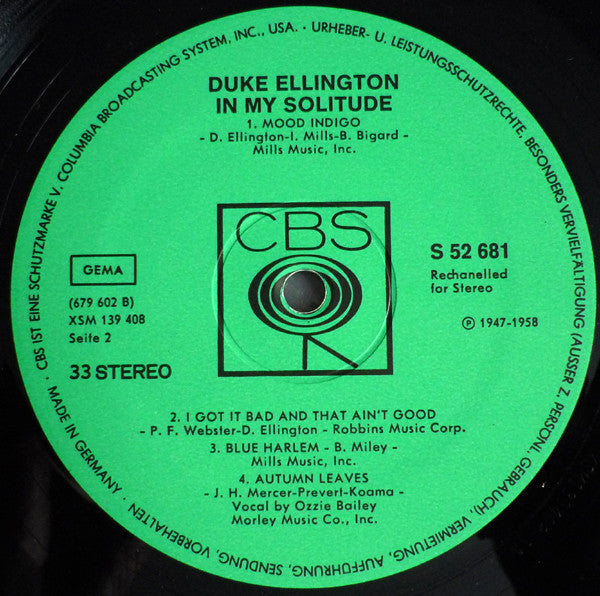 CBS IST EINE SCHUTZMARKE V. COLUMBIA BROADCASTING SYSTEM, INC., USA. · URHEBER- U. LEISTUNGSSCHUTZRECHTE, BESONDERS VERVIELFÄLTIGUNG (AUSSER Z. PERSÖNL. GEBRAUCH), VERMIETUNG, AUFFÜHRUNG, SENDUNG, VORBEHALTEN · MADE IN GERMANY ·
DUKE ELLINGTON
IN MY SOLITUDE
1. MOOD INDIGO
- D. Ellington-I. Mills-B. Bigard -
Mills Music, Inc.
CBS
GEMA
(679 602 B)
XSM 139 408
Seite 2
33 STEREO
S 52 681
Rechanelled
for Stereo
Ⓟ 1947-1958
2. I GOT IT BAD AND THAT AIN'T GOOD
- P. F. Webster-D. Ellington - Robbins Music Corp.
3. BLUE HARLEM - B. Miley -
Mills Music, Inc.
4. AUTUMN LEAVES
- J. H. Mercer-Prevert-Koama -
Vocal by Ozzie Bailey
Morley Music Co., Inc.